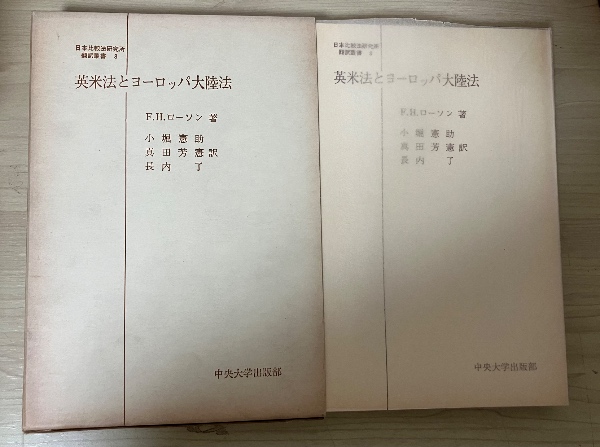 日本比較法研究所
翻訳叢書 8
英米法とヨーロッパ大陸法
F.H.ローソン 著
小堀憲助
真田芳憲訳
長内了
中央大学出版部
日本比較法研究所
翻訳叢書 8
英米法とヨーロッパ大陸法
F.H.ローソン 著
小堀憲助
真田芳憲訳
長内了
中央大学出版部